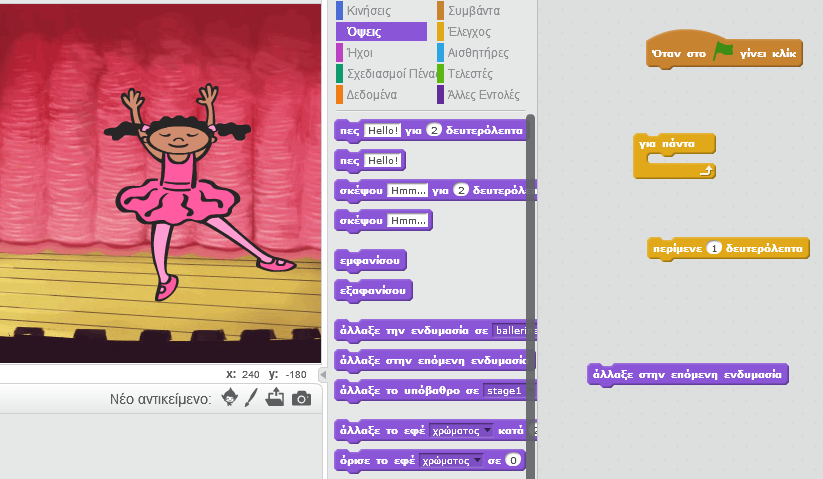 Κινήσεις
Συμβάντα
Όψεις
Έλεγχος
Ήχοι
Αισθητήρες
Σχεδιασμοί Πένας
Τελεστές
Δεδομένα
Άλλες Εντολές
πες Hello! για 2 δευτερόλεπτα
πες Hello!
σκέψου Hmm... για 2 δευτερόλε
σκέψου Hmm...
εμφανίσου
εξαφανίσου
άλλαξε την ενδυμασία σε balleri
άλλαξε στην επόμενη ενδυμασία
άλλαξε το υπόβαθρο σε stage1
άλλαξε το εφέ χρώματος κατά
όρισε το εφέ χρώματος σε 0
Όταν στο γίνει κλίκ
για πάντα
περίμενε 1 δευτερόλεπτα
άλλαξε στην επόμενη ενδυμασία
x: 240 y: -180
Νέο αντικείμενο: